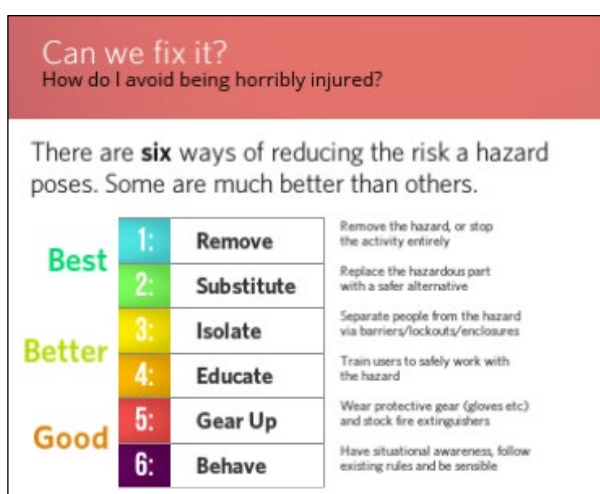 Can we fix it?
How do I avoid being horribly injured?
There are six ways of reducing the risk a hazard
poses. Some are much better than others.
Best
1: Remove
Remove the hazard, or stop
the activity entirely
2: Substitute
Replace the hazardous part
with a safer alternative
Better
3: Isolate
Separate people from the hazard
via barriers/lockouts/enclosures
4: Educate
Train users to safely work with
the hazard
Good
5: Gear Up
Wear protective gear (gloves etc)
and stock fire extinguishers
6: Behave
Have situational awareness, follow
existing rules and be sensible